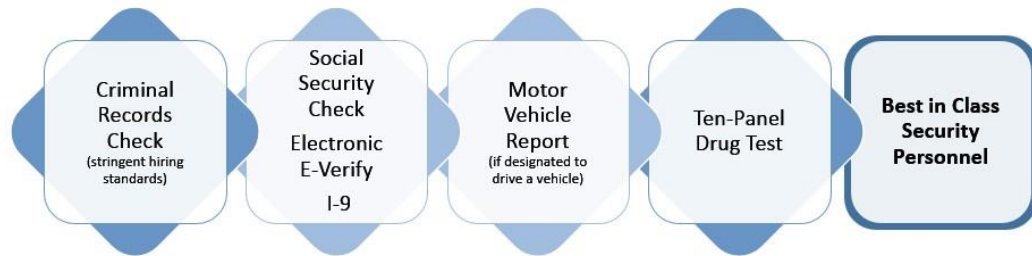 Criminal
Records
Check
(stringent hiring
standards)
Social
Security
Check
Electronic
E-Verify
I-9
Motor
Vehicle
Report
(if designated to
drive a vehicle)
Ten-Panel
Drug Test
Best in Class
Security
Personnel